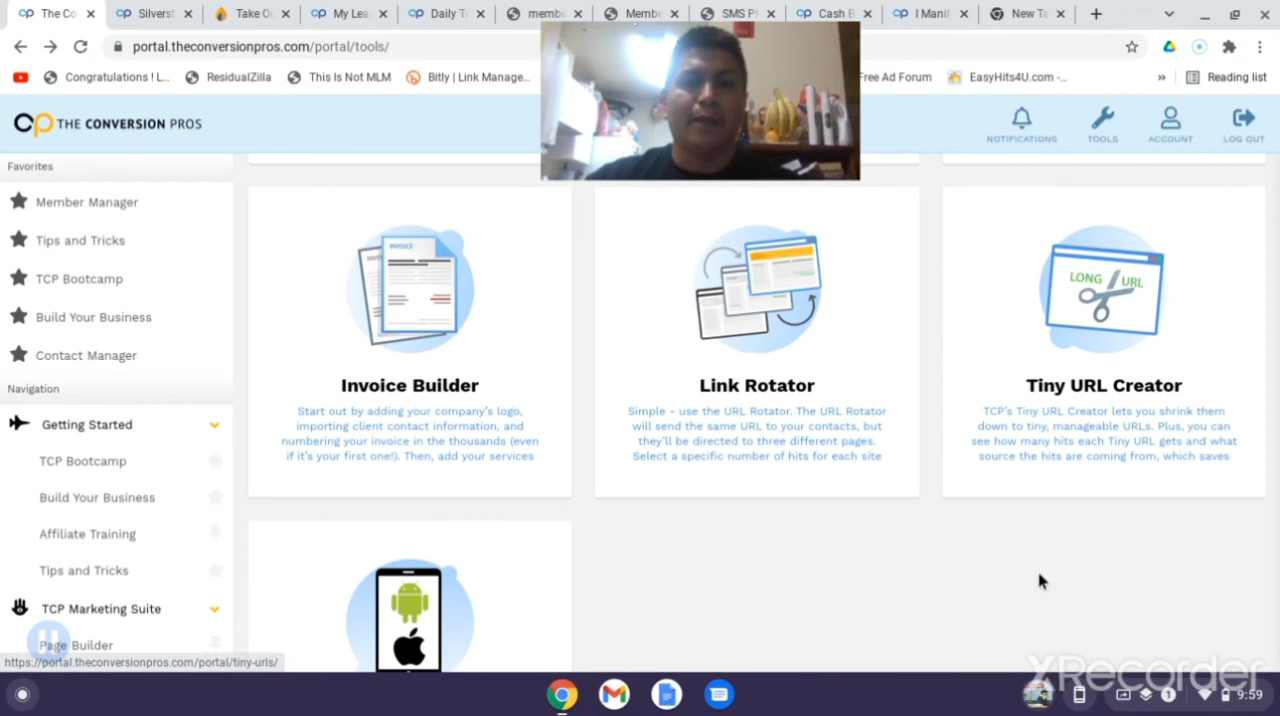 The Co
Silverst
Take O
My Lea
Daily Ta
membe
Membe
SMS Pl
Cash B
I Manif
New Ta
portal.theconversionpros.com/portal/tools/
Congratulations ! L...
ResidualZilla
This Is Not MLM
Bitly | Link Manage...
Free Ad Forum
EasyHits4U.com -...
»
Reading list
CP THE CONVERSION PROS
NOTIFICATIONS
TOOLS
ACCOUNT
LOG OUT
Favorites
Member Manager
Tips and Tricks
TCP Bootcamp
Build Your Business
Contact Manager
Navigation
Getting Started
TCP Bootcamp
Build Your Business
Affiliate Training
Tips and Tricks
TCP Marketing Suite
Page Builder
https://portal.theconversionpros.com/portal/tiny-urls/
INVOICE
Invoice Builder
Start out by adding your company's logo,
importing client contact information, and
numbering your invoice in the thousands (even
if it's your first one!). Then, add your services
Link Rotator
Simple - use the URL Rotator. The URL Rotator
will send the same URL to your contacts, but
they'll be directed to three different pages.
Select a specific number of hits for each site
LONG URL
Tiny URL Creator
TCP's Tiny URL Creator lets you shrink them
down to tiny, manageable URLs. Plus, you can
see how many hits each Tiny URL gets and what
source the hits are coming from, which saves
XRecorder
1
9:59